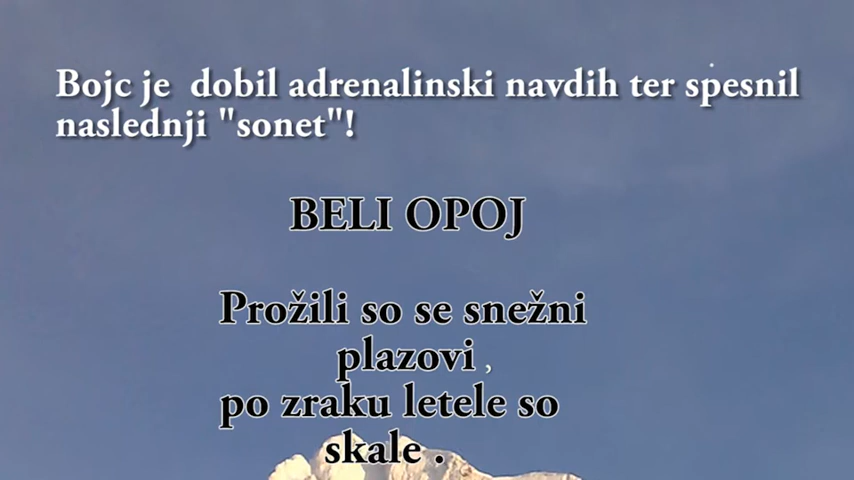 Bojc je dobil adrenalinski navdih ter spesnil
naslednji "sonet"!
BELI OPOJ
Prožili so se snežni
plazovi ,
po zraku letele so
skale .